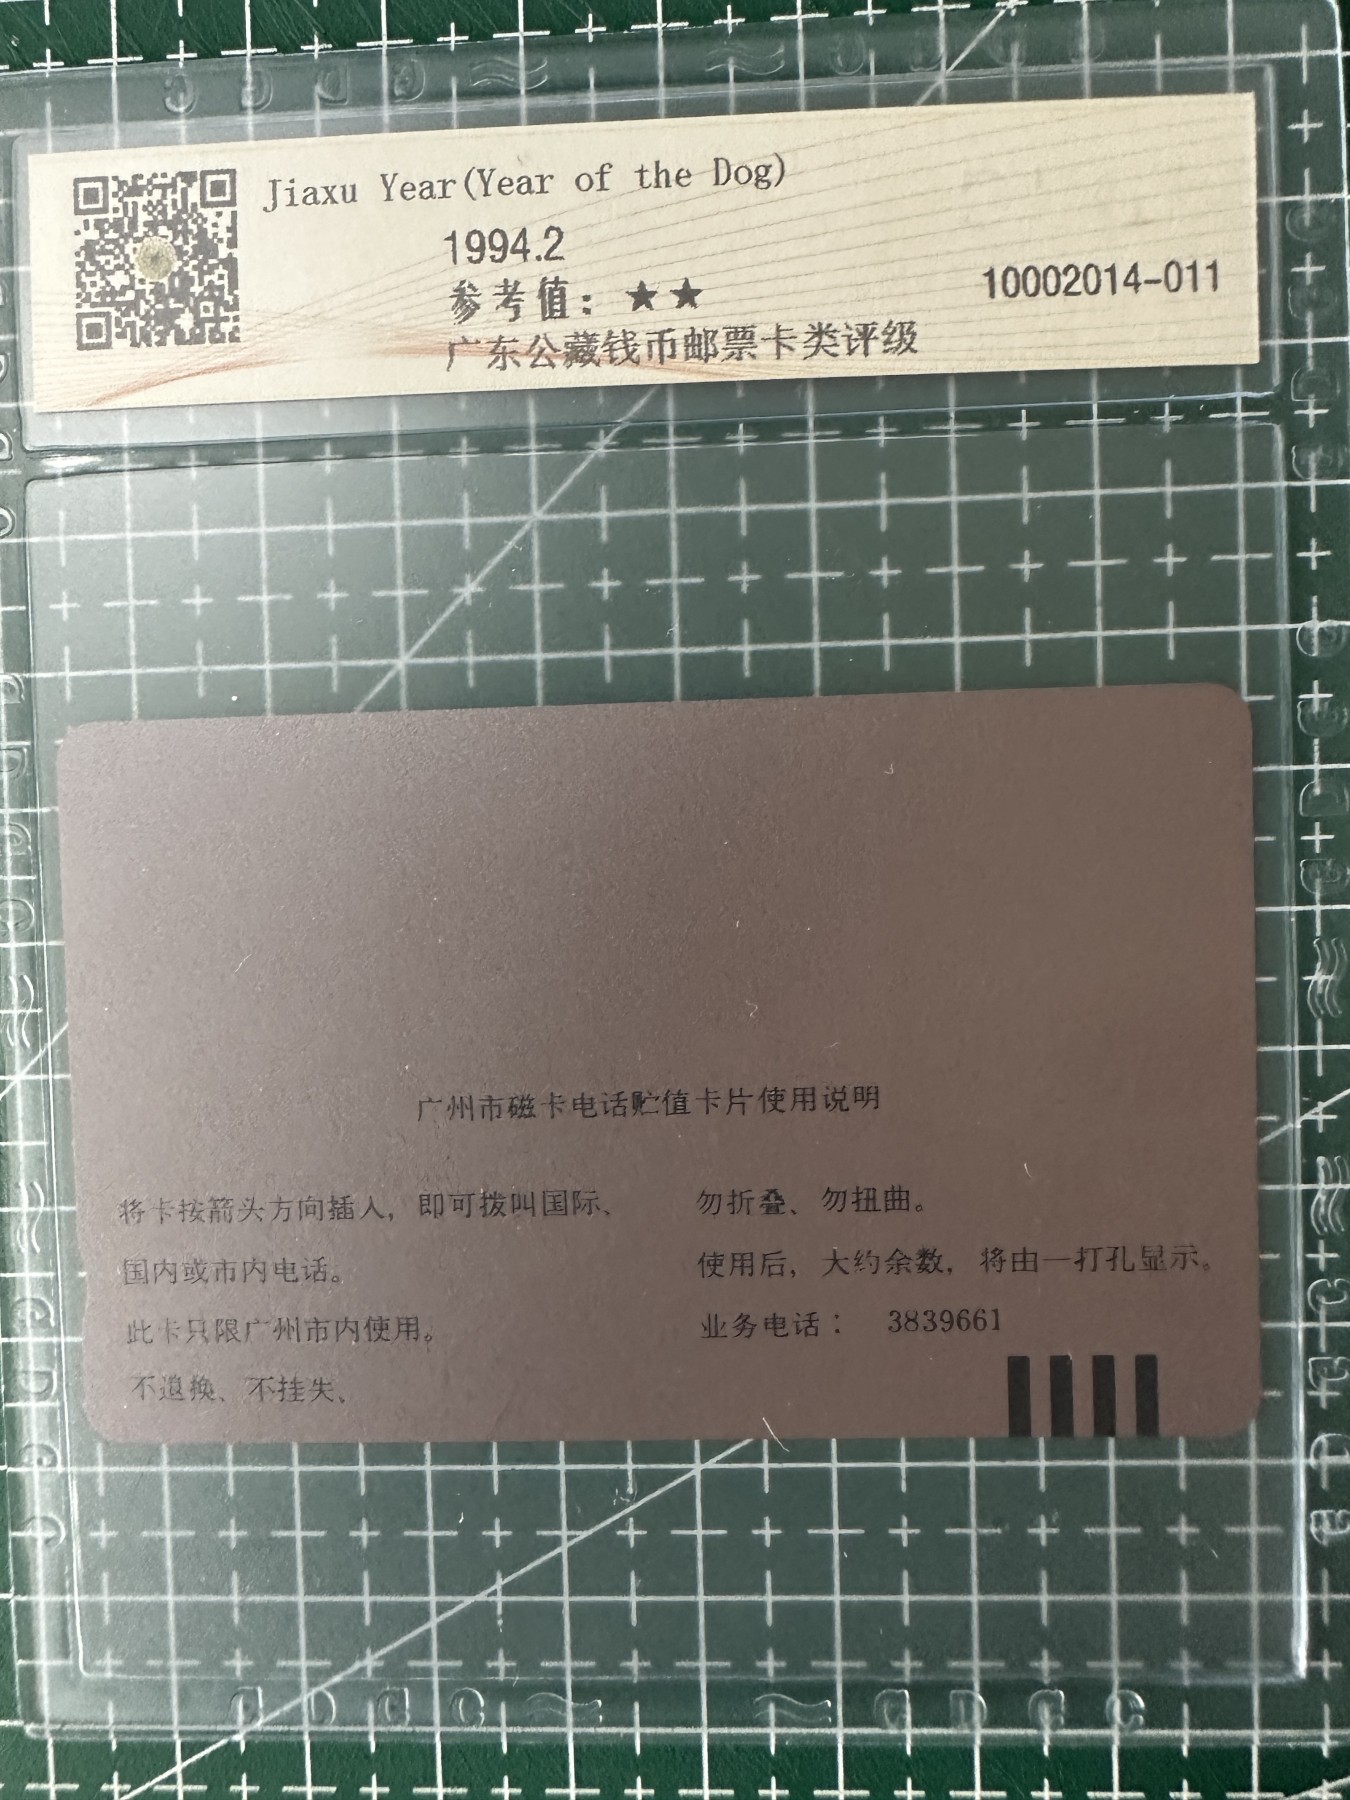 Jiaxu Year(Year of the Dog)
1994.2
参考值：★★
10002014-011
广东公藏钱币邮票卡类评级
广州市磁卡电话贮值卡片使用说明
将卡按箭头方向插入，即可拨叫国际、
国内或市内电话。
此卡只限广州市内使用。
不退换、不挂失、
勿折叠、勿扭曲。
使用后，大约余数，将由一打孔显示。
业务电话： 3839661